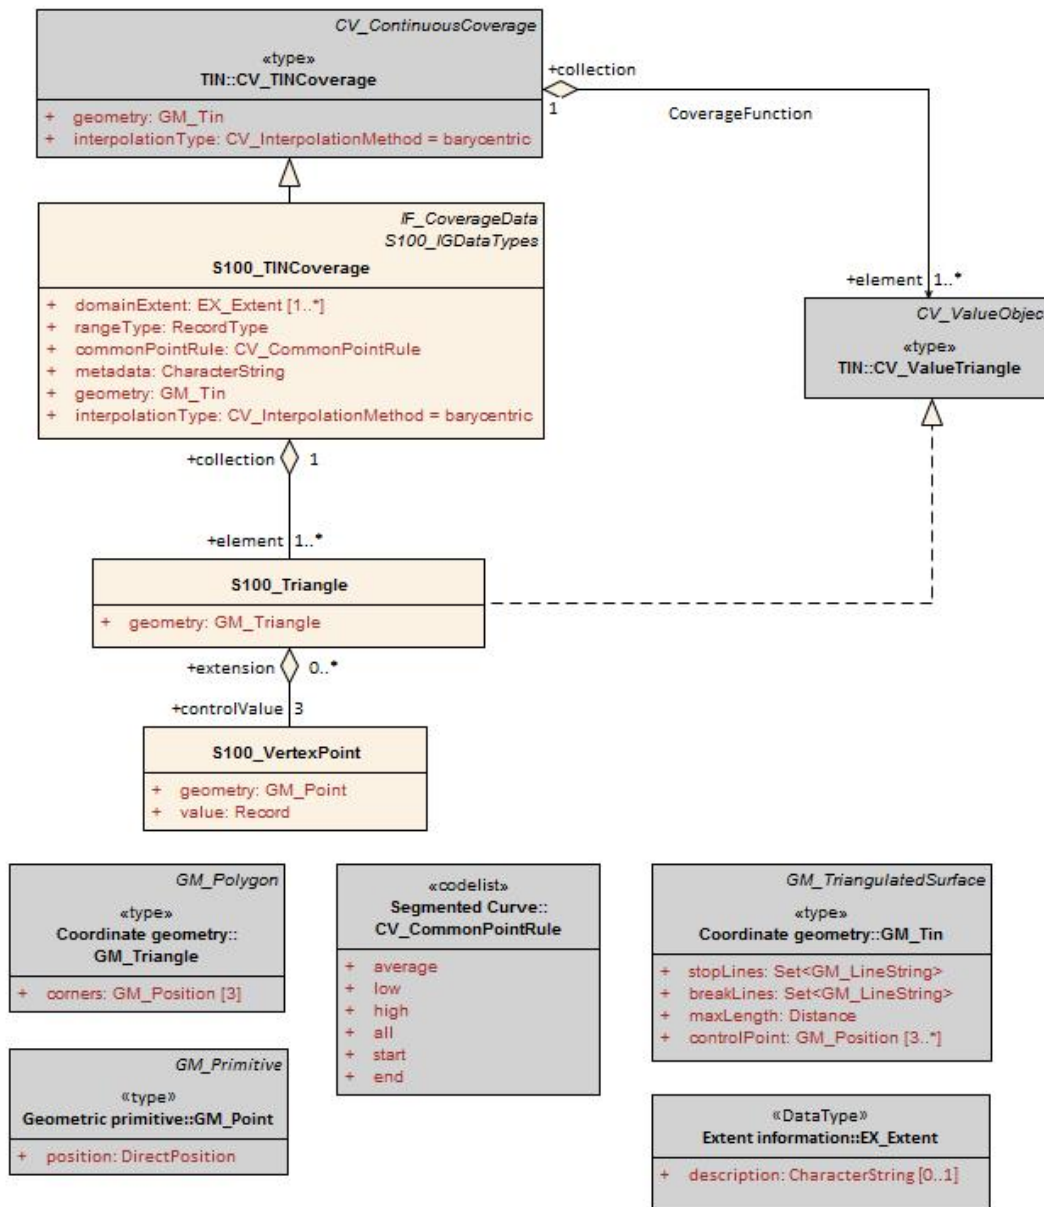 CV_ContinuousCoverage
«type»
TIN::CV_TINCoverage
+ geometry: GM_Tin
+ interpolationType: CV_InterpolationMethod = barycentric
+collection
1
CoverageFunction
+element 1..*
CV_ValueObjec
«type»
TIN::CV_ValueTriangle
IF_CoverageData
S100_IGDataTypes
S100_TINCoverage
+ domainExtent: EX_Extent [1..*]
+ rangeType: RecordType
+ commonPointRule: CV_CommonPointRule
+ metadata: CharacterString
+ geometry: GM_Tin
+ interpolationType: CV_InterpolationMethod = barycentric
+collection 1
+element 1..*
S100_Triangle
+ geometry: GM_Triangle
+extension 0..*
+controlValue 3
S100_VertexPoint
+ geometry: GM_Point
+ value: Record
GM_Polygon
«type»
Coordinate geometry::
GM_Triangle
+ corners: GM_Position [3]
«codelist»
Segmented Curve::
CV_CommonPointRule
+ average
+ low
+ high
+ all
+ start
+ end
GM_TriangulatedSurface
«type»
Coordinate geometry::GM_Tin
+ stopLines: Set<GM_LineString>
+ breakLines: Set<GM_LineString>
+ maxLength: Distance
+ controlPoint: GM_Position [3..*]
GM_Primitive
«type»
Geometric primitive::GM_Point
+ position: DirectPosition
«DataType»
Extent information::EX_Extent
+ description: CharacterString [0..1]